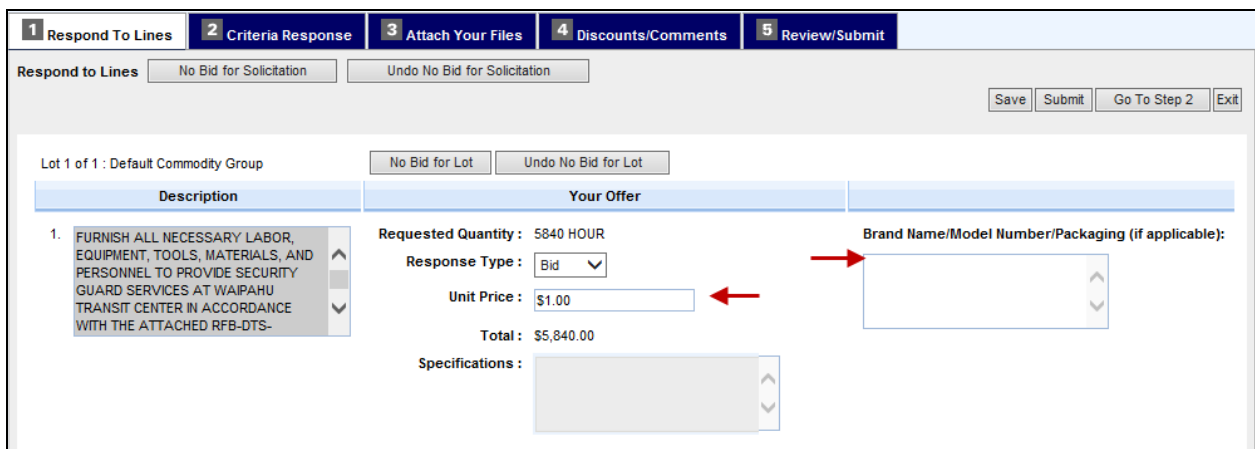 1 Respond To Lines 2 Criteria Response 3 Attach Your Files 4 Discounts/Comments 5 Review/Submit
Respond to Lines No Bid for Solicitation Undo No Bid for Solicitation
Save Submit Go To Step 2 Exit
Lot 1 of 1 : Default Commodity Group No Bid for Lot Undo No Bid for Lot
Description Your Offer
1. FURNISH ALL NECESSARY LABOR,
EQUIPMENT, TOOLS, MATERIALS, AND
PERSONNEL TO PROVIDE SECURITY
GUARD SERVICES AT WAIPAHU
TRANSIT CENTER IN ACCORDANCE
WITH THE ATTACHED RFB-DTS-
Requested Quantity : 5840 HOUR
Response Type : Bid
Unit Price : $1.00
Total : $5,840.00
Specifications :
Brand Name/Model Number/Packaging (if applicable):